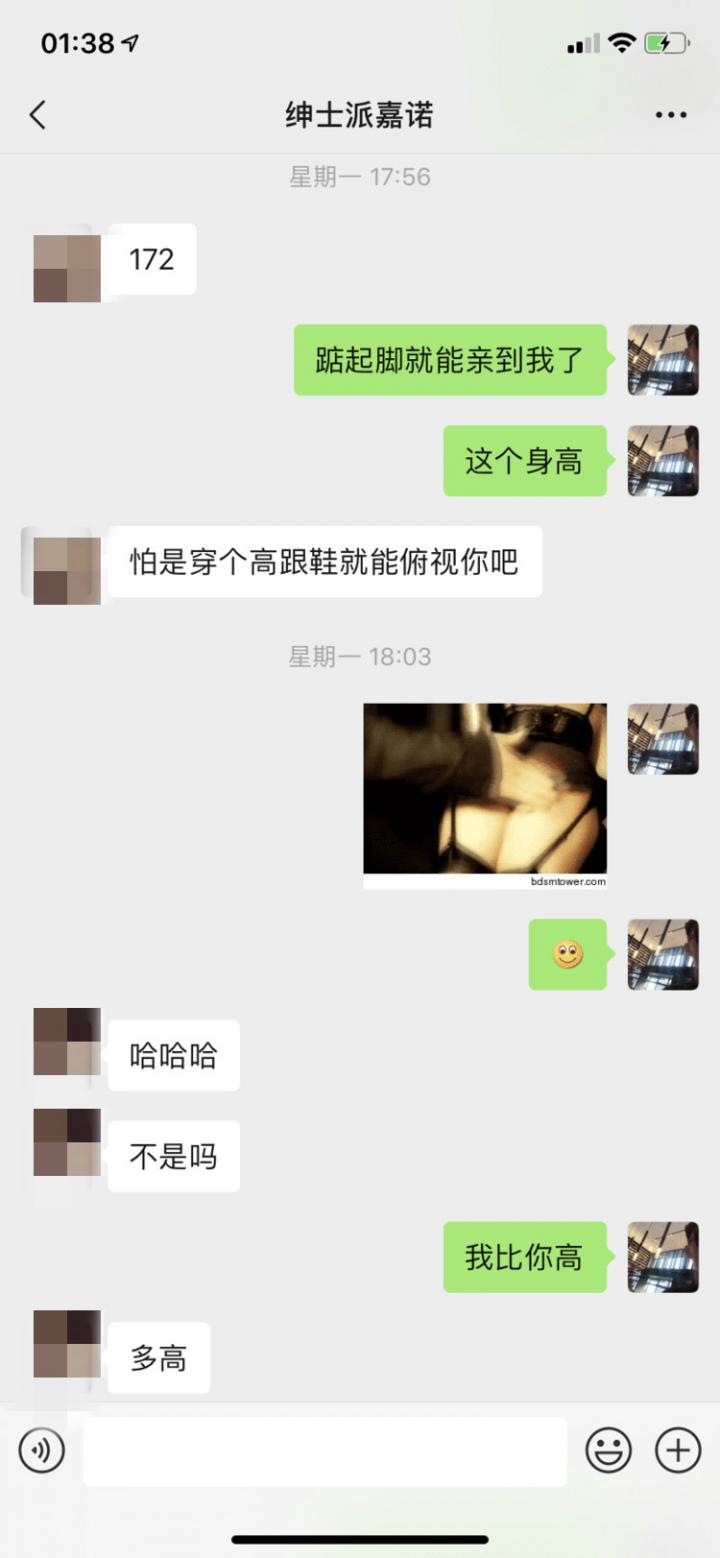 01:38
绅士派嘉诺
星期一 17:56
172
踮起脚就能亲到我了
这个身高
怕是穿个高跟鞋就能俯视你吧
星期一 18:03
bdsmtower.com
哈哈哈
不是吗
我比你高
多高